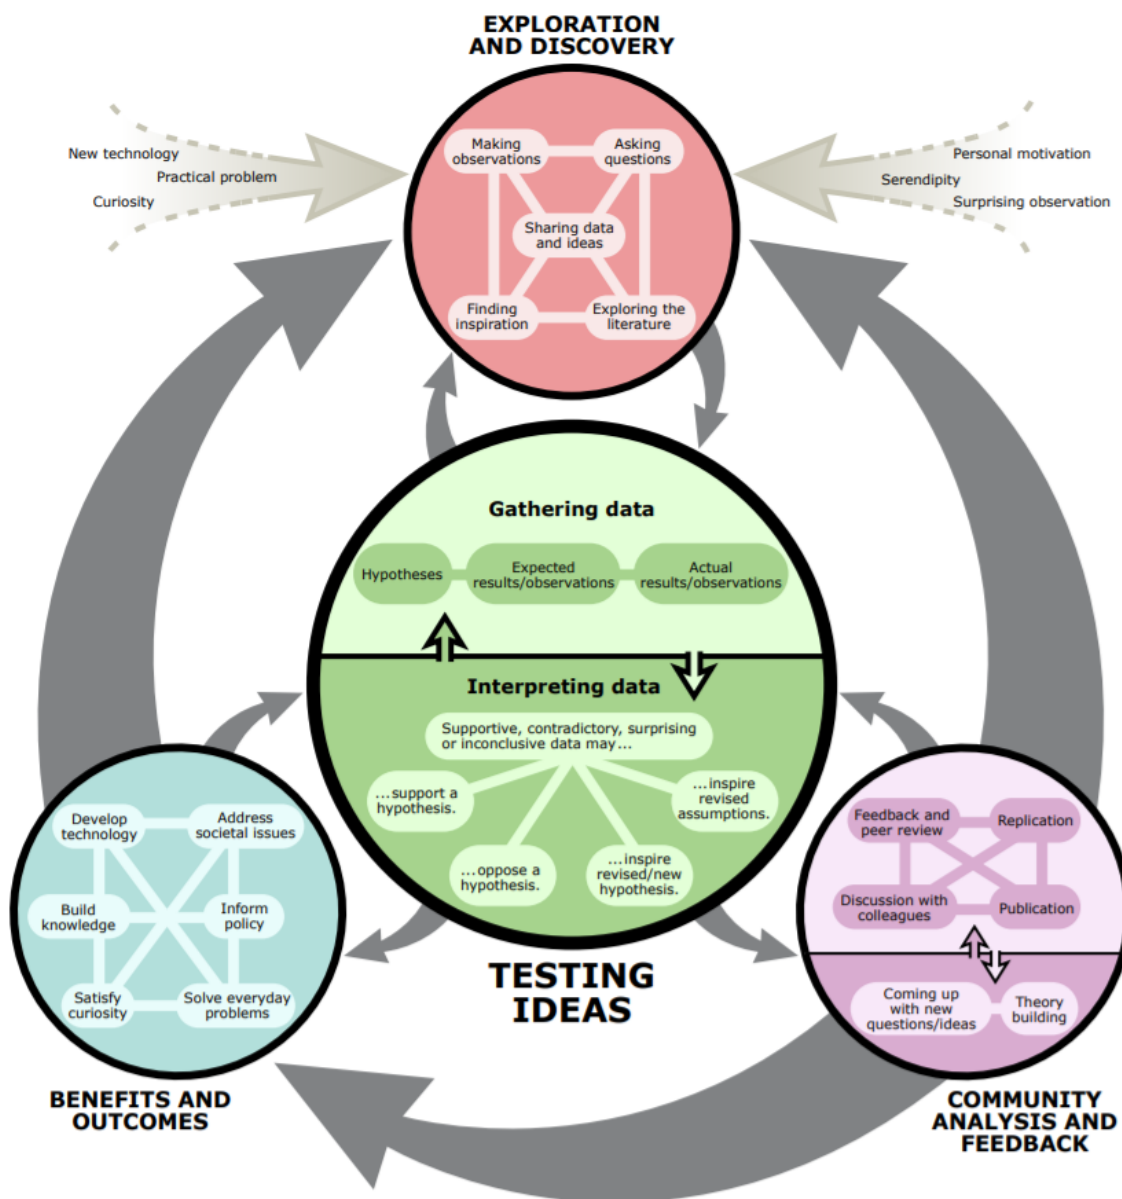 EXPLORATION
AND DISCOVERY
New technology
Practical problem
Curiosity
Personal motivation
Serendipity
Surprising observation
Making
observations
Asking
questions
Sharing data
and ideas
Finding
inspiration
Exploring the
literature
Gathering data
Hypotheses
Expected
results/observations
Actual
results/observations
Interpreting data
Supportive, contradictory, surprising
or inconclusive data may...
...support a
hypothesis.
...oppose a
hypothesis.
...inspire
revised/new
hypothesis.
...inspire
revised
assumptions.
TESTING
IDEAS
Develop
technology
Address
societal issues
Build
knowledge
Inform
policy
Satisfy
curiosity
Solve everyday
problems
BENEFITS AND
OUTCOMES
Feedback and
peer review
Replication
Discussion with
colleagues
Publication
Coming up
with new
questions/ideas
Theory
building
COMMUNITY
ANALYSIS AND
FEEDBACK